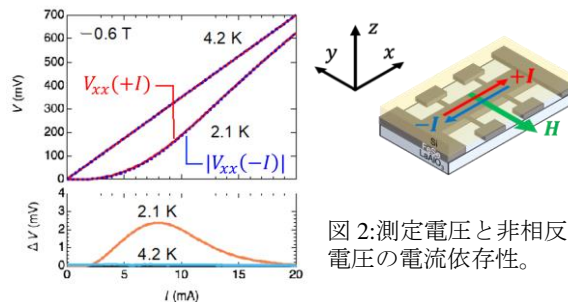 700
600
500
400
300
200
100
0
V (mV)
−0.6 T
4.2 K
V_xx(+I)
2.1 K
|V_xx(−I)|
4
3
2
1
0
Δ V (mV)
2.1 K
4.2 K
0 5 10 15 20
I (mA)
z
y x
+I
−I
H
Si
LaAlO₃
図 2:測定電圧と非相反
電圧の電流依存性。